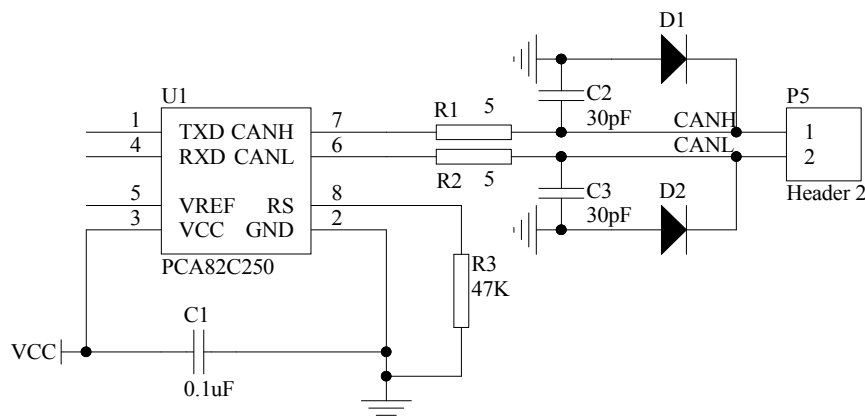 D1
U1
C2
30pF
P5
1
TXD CANH
7
R1
5
CANH
1
4
RXD CANL
6
R2
5
CANL
2
5
VREF RS
8
C3
30pF
D2
Header 2
3
VCC GND
2
PCA82C250
R3
47K
C1
VCC
0.1uF